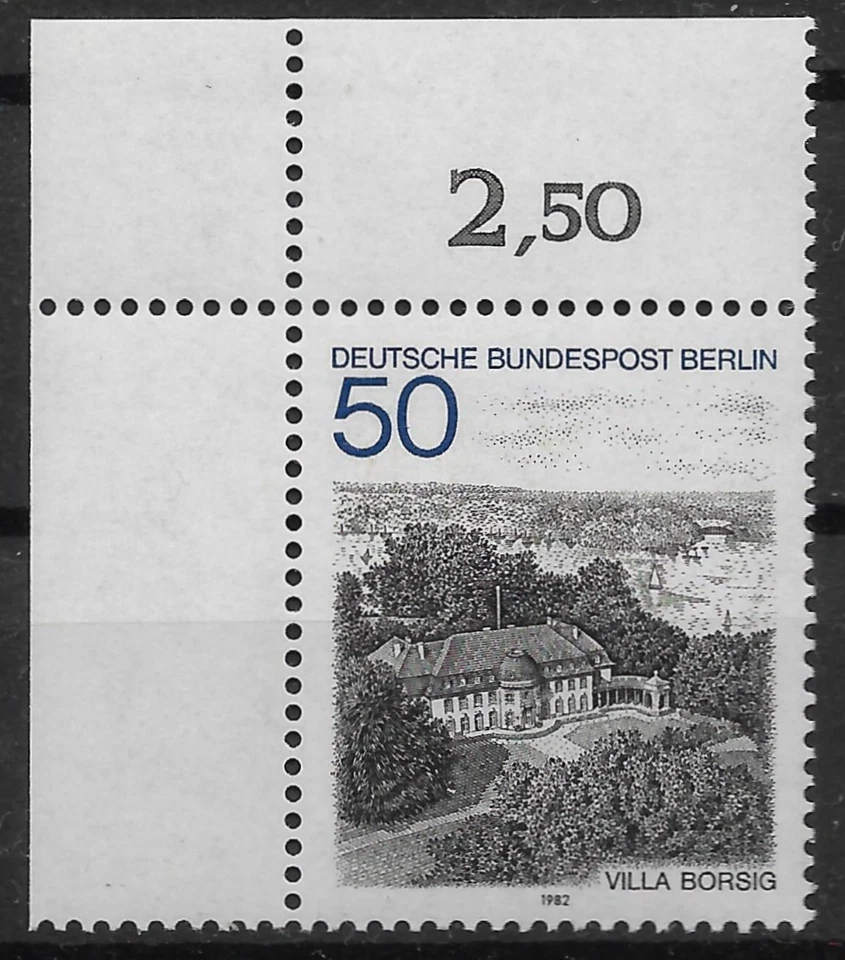 2,50
DEUTSCHE BUNDESPOST BERLIN
50
VILLA BORSIG
1982